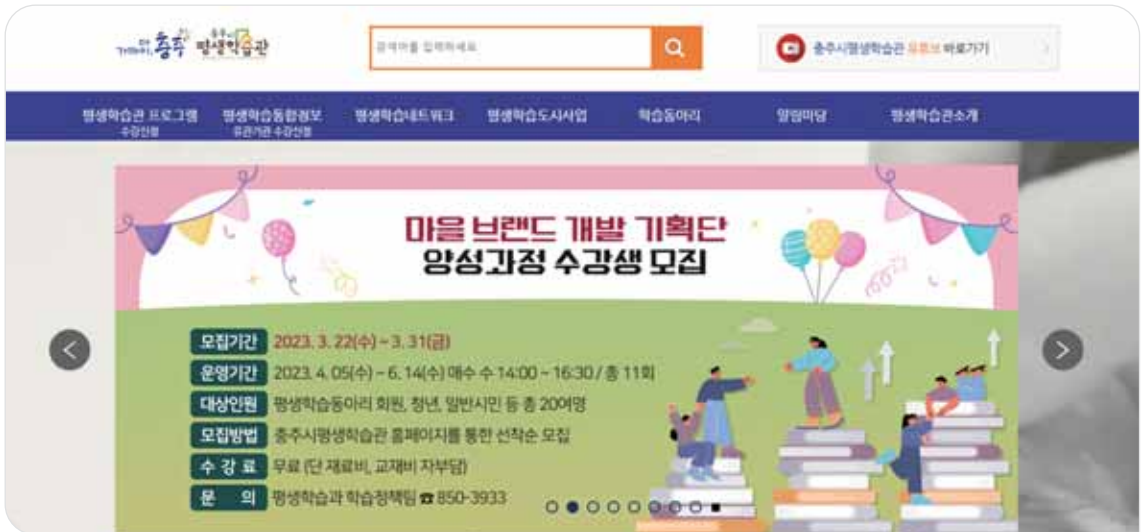 충주 평생학습관
검색어를 입력하세요
충주시평생학습관 유튜브 바로가기
평생학습관 프로그램 평생학습통합정보 평생학습네트워크 평생학습도시사업 학습동아리 알림마당 평생학습관소개
수강신청 유관기관 수강신청
마을 브랜드 개발 기획단
양성과정 수강생 모집
모집기간 2023. 3. 22(수) ~ 3. 31(금)
운영기간 2023. 4. 05(수) ~ 6. 14(수) 매수 수 14:00 ~ 16:30 / 총 11회
대상인원 평생학습동아리 회원, 청년, 일반시민 등 총 20여명
모집방법 충주시평생학습관 홈페이지를 통한 선착순 모집
수 강 료 무료 (단 재료비, 교재비 자부담)
문 의 평생학습과 학습정책팀 ☎ 850-3933